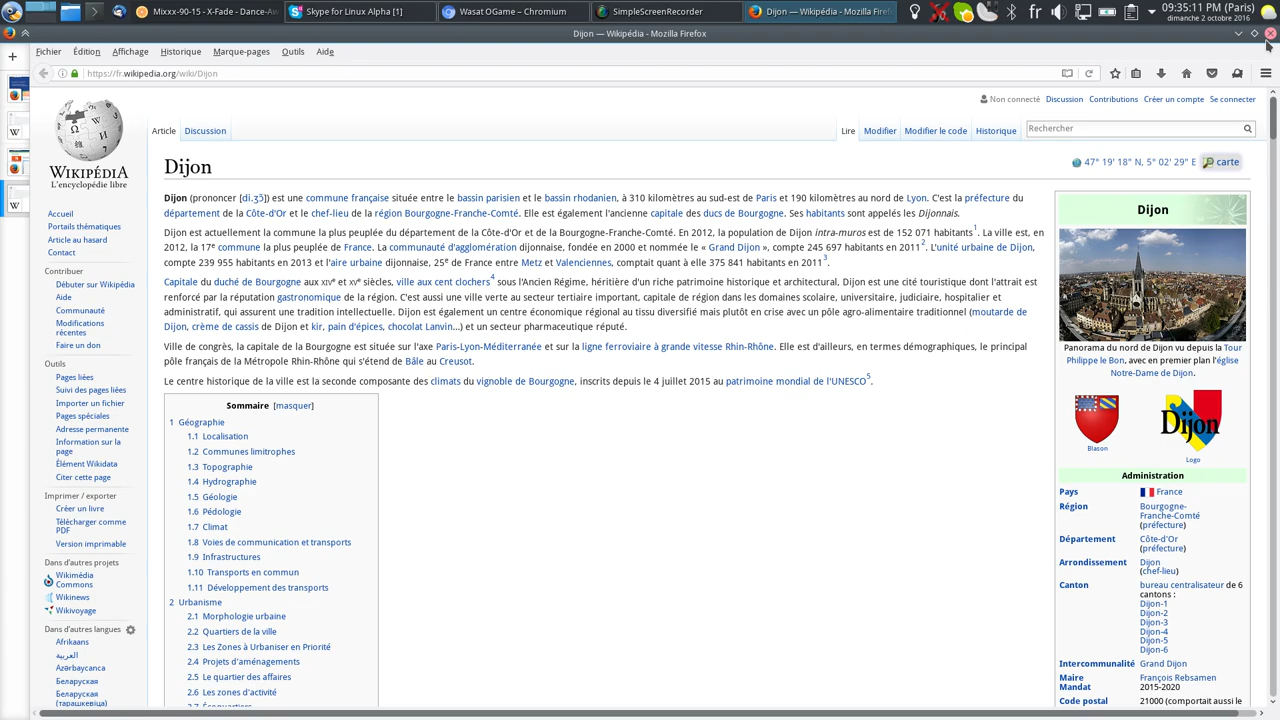 Mixxx-90-15 - X-Fade - Dance-Aw
Skype for Linux Alpha [1]
Wasat OGame – Chromium
SimpleScreenRecorder
Dijon — Wikipédia - Mozilla Firef
fr
09:35:11 (Paris)
dimanche 2 octobre 2016
Dijon — Wikipédia - Mozilla Firefox
Fichier Édition Affichage Historique Marque-pages Outils Aide
https://fr.wikipedia.org/wiki/Dijon
Non connecté Discussion Contributions Créer un compte Se connecter
Article Discussion Lire Modifier Modifier le code Historique Rechercher
WIKIPÉDIA
L'encyclopédie libre
Accueil
Portails thématiques
Article au hasard
Contact
Contribuer
Débuter sur Wikipédia
Aide
Communauté
Modifications
récentes
Faire un don
Outils
Pages liées
Suivi des pages liées
Importer un fichier
Pages spéciales
Adresse permanente
Information sur la
page
Élément Wikidata
Citer cette page
Imprimer / exporter
Créer un livre
Télécharger comme
PDF
Version imprimable
Dans d'autres projets
Wikimédia
Commons
Wikinews
Wikivoyage
Dans d'autres langues
Afrikaans
العربية
Azərbaycanca
Беларуская
Беларуская
(тарашкевіца)
Dijon
47° 19′ 18″ N, 5° 02′ 29″ E carte
Dijon (prononcer [di.ʒɔ̃]) est une commune française située entre le bassin parisien et le bassin rhodanien, à 310 kilomètres au sud-est de Paris et 190 kilomètres au nord de Lyon. C'est la préfecture du
département de la Côte-d'Or et le chef-lieu de la région Bourgogne-Franche-Comté. Elle est également l'ancienne capitale des ducs de Bourgogne. Ses habitants sont appelés les Dijonnais.
Dijon est actuellement la commune la plus peuplée du département de la Côte-d'Or et de la Bourgogne-Franche-Comté. En 2012, la population de Dijon intra-muros est de 152 071 habitants1. La ville est, en
2012, la 17e commune la plus peuplée de France. La communauté d'agglomération dijonnaise, fondée en 2000 et nommée le « Grand Dijon », compte 245 697 habitants en 20112. L'unité urbaine de Dijon,
compte 239 955 habitants en 2013 et l'aire urbaine dijonnaise, 25e de France entre Metz et Valenciennes, comptait quant à elle 375 841 habitants en 20113.
Capitale du duché de Bourgogne aux XIVe et XVe siècles, ville aux cent clochers4 sous l'Ancien Régime, héritière d'un riche patrimoine historique et architectural, Dijon est une cité touristique dont l'attrait est
renforcé par la réputation gastronomique de la région. C'est aussi une ville verte au secteur tertiaire important, capitale de région dans les domaines scolaire, universitaire, judiciaire, hospitalier et
administratif, qui assurent une tradition intellectuelle. Dijon est également un centre économique régional au tissu diversifié mais plutôt en crise avec un pôle agro-alimentaire traditionnel (moutarde de
Dijon, crème de cassis de Dijon et kir, pain d'épices, chocolat Lanvin…) et un secteur pharmaceutique réputé.
Ville de congrès, la capitale de la Bourgogne est située sur l'axe Paris-Lyon-Méditerranée et sur la ligne ferroviaire à grande vitesse Rhin-Rhône. Elle est d'ailleurs, en termes démographiques, le principal
pôle français de la Métropole Rhin-Rhône qui s'étend de Bâle au Creusot.
Le centre historique de la ville est la seconde composante des climats du vignoble de Bourgogne, inscrits depuis le 4 juillet 2015 au patrimoine mondial de l'UNESCO5.
Sommaire [masquer]
1 Géographie
1.1 Localisation
1.2 Communes limitrophes
1.3 Topographie
1.4 Hydrographie
1.5 Géologie
1.6 Pédologie
1.7 Climat
1.8 Voies de communication et transports
1.9 Infrastructures
1.10 Transports en commun
1.11 Développement des transports
2 Urbanisme
2.1 Morphologie urbaine
2.2 Quartiers de la ville
2.3 Les Zones à Urbaniser en Priorité
2.4 Projets d'aménagements
2.5 Le quartier des affaires
2.6 Les zones d'activité
Dijon
Panorama du nord de Dijon vu depuis la Tour
Philippe le Bon, avec en premier plan l'église
Notre-Dame de Dijon.
Dijon
Blason
Logo
Administration
Pays France
Région Bourgogne-
Franche-Comté
(préfecture)
Département Côte-d'Or
(préfecture)
Arrondissement Dijon
(chef-lieu)
Canton bureau centralisateur de 6
cantons :
Dijon-1
Dijon-2
Dijon-3
Dijon-4
Dijon-5
Dijon-6
Intercommunalité Grand Dijon
Maire François Rebsamen
Mandat 2015-2020
Code postal 21000 (comportait aussi le